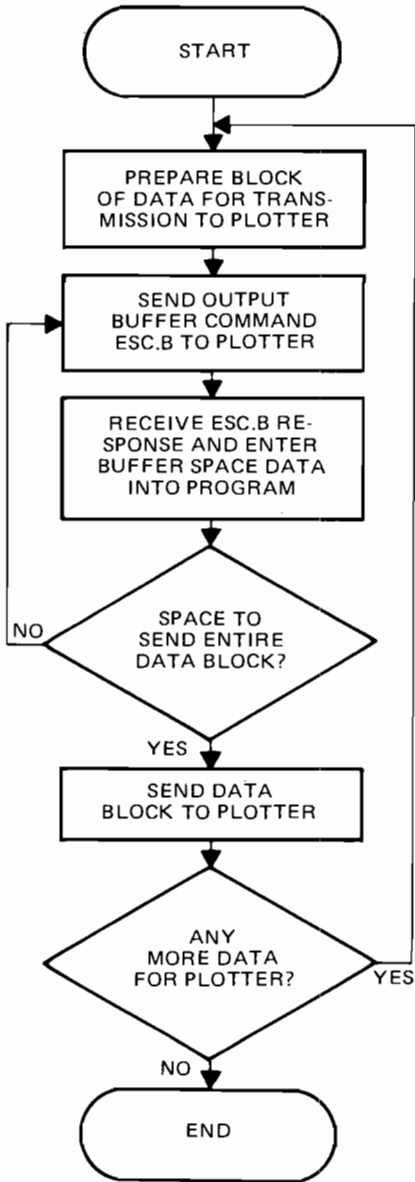 START
PREPARE BLOCK
OF DATA FOR TRANS-
MISSION TO PLOTTER
SEND OUTPUT
BUFFER COMMAND
ESC.B TO PLOTTER
RECEIVE ESC.B RE-
SPONSE AND ENTER
BUFFER SPACE DATA
INTO PROGRAM
SPACE TO
SEND ENTIRE
DATA BLOCK?
NO
YES
SEND DATA
BLOCK TO PLOTTER
ANY
MORE DATA
FOR PLOTTER?
YES
NO
END